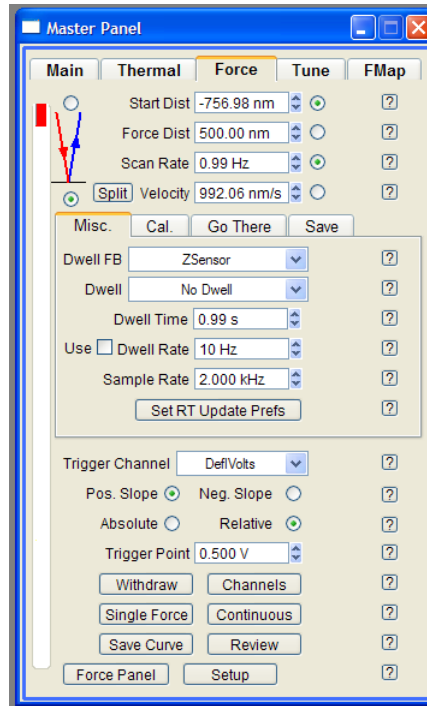 Master Panel
Main Thermal Force Tune FMap
Start Dist -756.98 nm ?
Force Dist 500.00 nm ?
Scan Rate 0.99 Hz ?
Split Velocity 992.06 nm/s ?
Misc. Cal. Go There Save
Dwell FB ZSensor ?
Dwell No Dwell ?
Dwell Time 0.99 s ?
Use Dwell Rate 10 Hz ?
Sample Rate 2.000 kHz ?
Set RT Update Prefs ?
Trigger Channel DeflVolts ?
Pos. Slope Neg. Slope ?
Absolute Relative ?
Trigger Point 0.500 V ?
Withdraw Channels ?
Single Force Continuous ?
Save Curve Review ?
Force Panel Setup ?